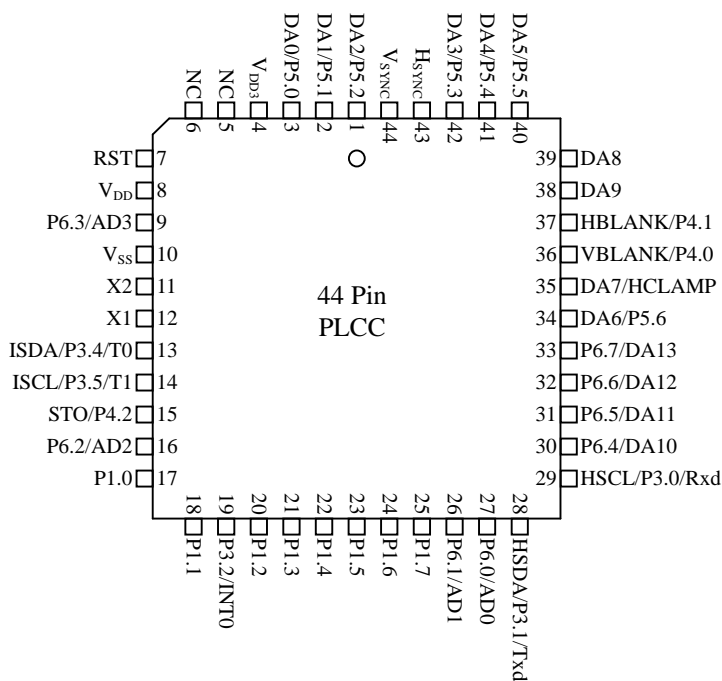 NC
NC
VDD3
DA0/P5.0
DA1/P5.1
DA2/P5.2
VSYNC
HSYNC
DA3/P5.3
DA4/P5.4
DA5/P5.5
6
5
4
3
2
1
44
43
42
41
40
RST 7
VDD 8
P6.3/AD3 9
VSS 10
X2 11
X1 12
ISDA/P3.4/T0 13
ISCL/P3.5/T1 14
STO/P4.2 15
P6.2/AD2 16
P1.0 17
44 Pin
PLCC
39 DA8
38 DA9
37 HBLANK/P4.1
36 VBLANK/P4.0
35 DA7/HCLAMP
34 DA6/P5.6
33 P6.7/DA13
32 P6.6/DA12
31 P6.5/DA11
30 P6.4/DA10
29 HSCL/P3.0/Rxd
18
19
20
21
22
23
24
25
26
27
28
P1.1
P3.2/INT0
P1.2
P1.3
P1.4
P1.5
P1.6
P1.7
P6.1/AD1
P6.0/AD0
HSDA/P3.1/Txd